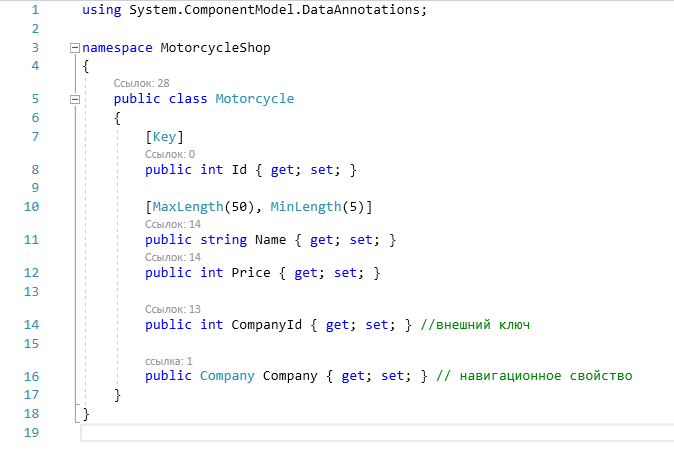 1 using System.ComponentModel.DataAnnotations;
2
3 namespace MotorcycleShop
4 {
Ссылок: 28
5 public class Motorcycle
6 {
7 [Key]
Ссылок: 0
8 public int Id { get; set; }
9
10 [MaxLength(50), MinLength(5)]
Ссылок: 14
11 public string Name { get; set; }
Ссылок: 14
12 public int Price { get; set; }
13
Ссылок: 13
14 public int CompanyId { get; set; } //внешний ключ
15
ссылка: 1
16 public Company Company { get; set; } // навигационное свойство
17 }
18 }
19